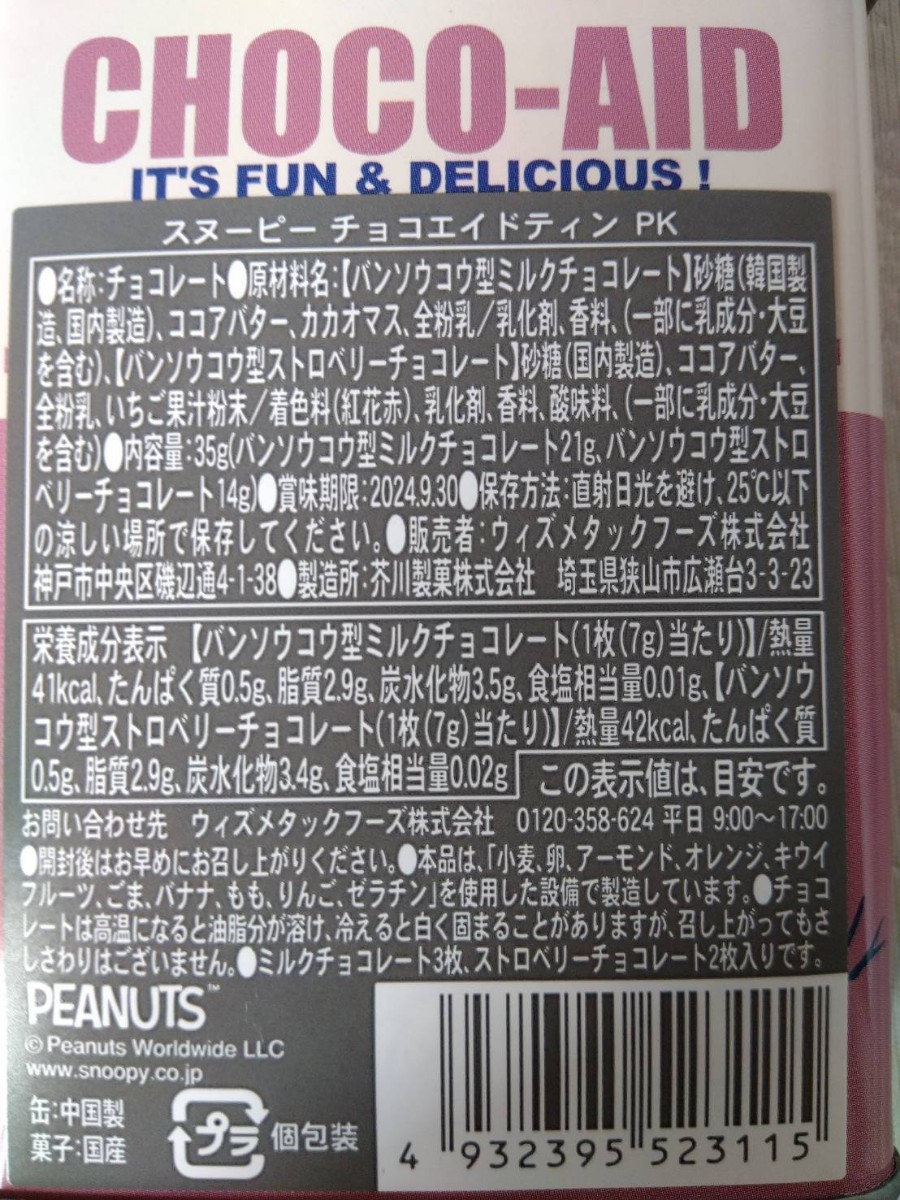 CHOCO-AID
IT'S FUN & DELICIOUS !
スヌーピー チョコエイドティン PK
●名称:チョコレート●原材料名:【バンソウコウ型ミルクチョコレート】砂糖(韓国製
造、国内製造)、ココアバター、カカオマス、全粉乳/乳化剤、香料、(一部に乳成分・大豆
を含む)、【バンソウコウ型ストロベリーチョコレート】砂糖(国内製造)、ココアバター、
全粉乳、いちご果汁粉末/着色料(紅花赤)、乳化剤、香料、酸味料、(一部に乳成分・大豆
を含む)●内容量:35g(バンソウコウ型ミルクチョコレート21g、バンソウコウ型ストロ
ベリーチョコレート14g)●賞味期限:2024.9.30●保存方法:直射日光を避け、25℃以下
の涼しい場所で保存してください。●販売者:ウィズメタックフーズ株式会社
神戸市中央区磯辺通4-1-38●製造所:芥川製菓株式会社 埼玉県狭山市広瀬台3-3-23
栄養成分表示 【バンソウコウ型ミルクチョコレート(1枚(7g)当たり)】/熱量
41kcal、たんぱく質0.5g、脂質2.9g、炭水化物3.5g、食塩相当量0.01g、【バンソウ
コウ型ストロベリーチョコレート(1枚(7g)当たり)】/熱量42kcal、たんぱく質
0.5g、脂質2.9g、炭水化物3.4g、食塩相当量0.02g この表示値は、目安です。
お問い合わせ先 ウィズメタックフーズ株式会社 0120-358-624 平日 9:00〜17:00
●開封後はお早めにお召し上がりください。●本品は、「小麦、卵、アーモンド、オレンジ、キウイ
フルーツ、ごま、バナナ、もも、りんご、ゼラチン」を使用した設備で製造しています。●チョコ
レートは高温になると油脂分が溶け、冷えると白く固まることがありますが、召し上がってもさ
しさわりはございません。●ミルクチョコレート3枚、ストロベリーチョコレート2枚入りです。
PEANUTS™
© Peanuts Worldwide LLC
www.snoopy.co.jp
缶:中国製
菓子:国産
プラ 個包装
4 932395 523115